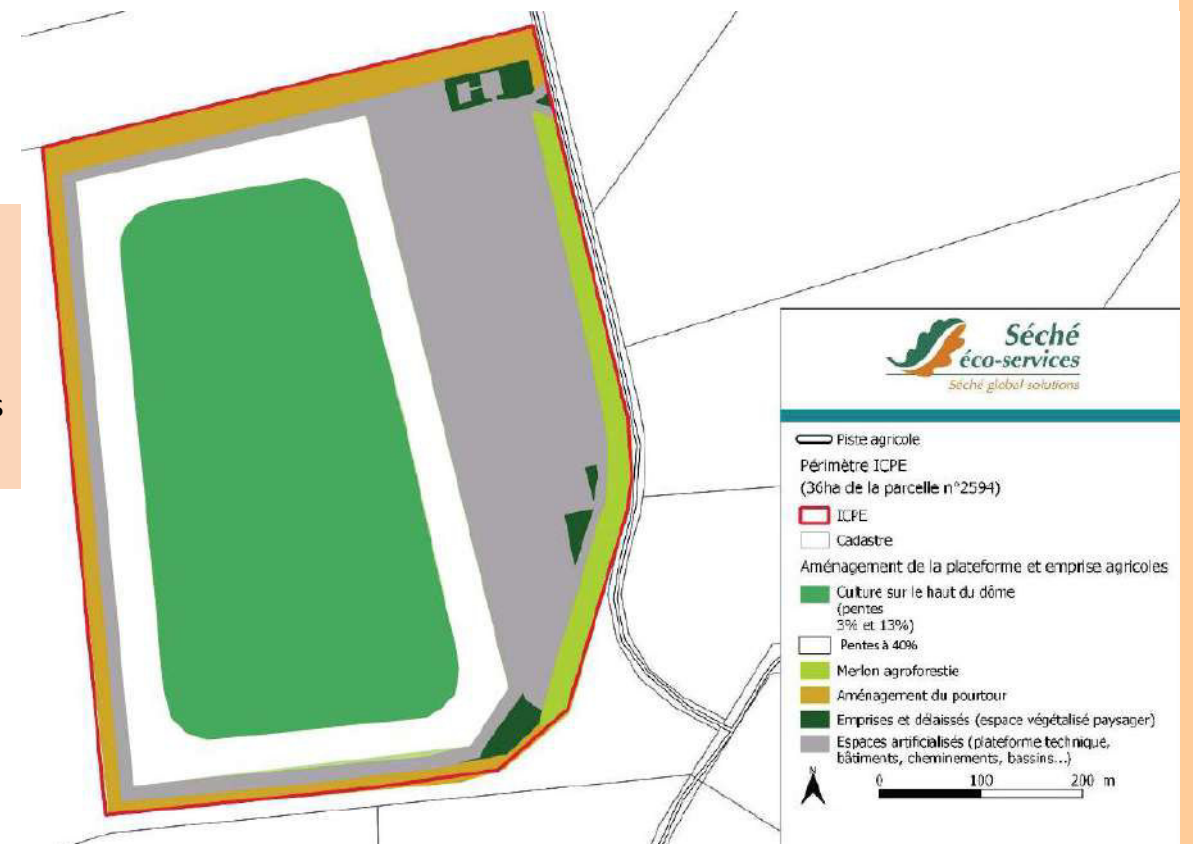 s
Séché
éco-services
Séché global solutions
Piste agricole
Périmètre ICPE
(36ha de la parcelle n°2594)
ICPE
Cadastre
Aménagement de la plateforme et emprise agricoles
Culture sur le haut du dôme
(pentes
3% et 13%)
Pentes à 40%
Merlon agroforestie
Aménagement du pourtour
Emprises et délaissés (espace végétalisé paysager)
Espaces artificialisés (plateforme technique,
bâtiments, cheminements, bassins...)
N
0 100 200 m